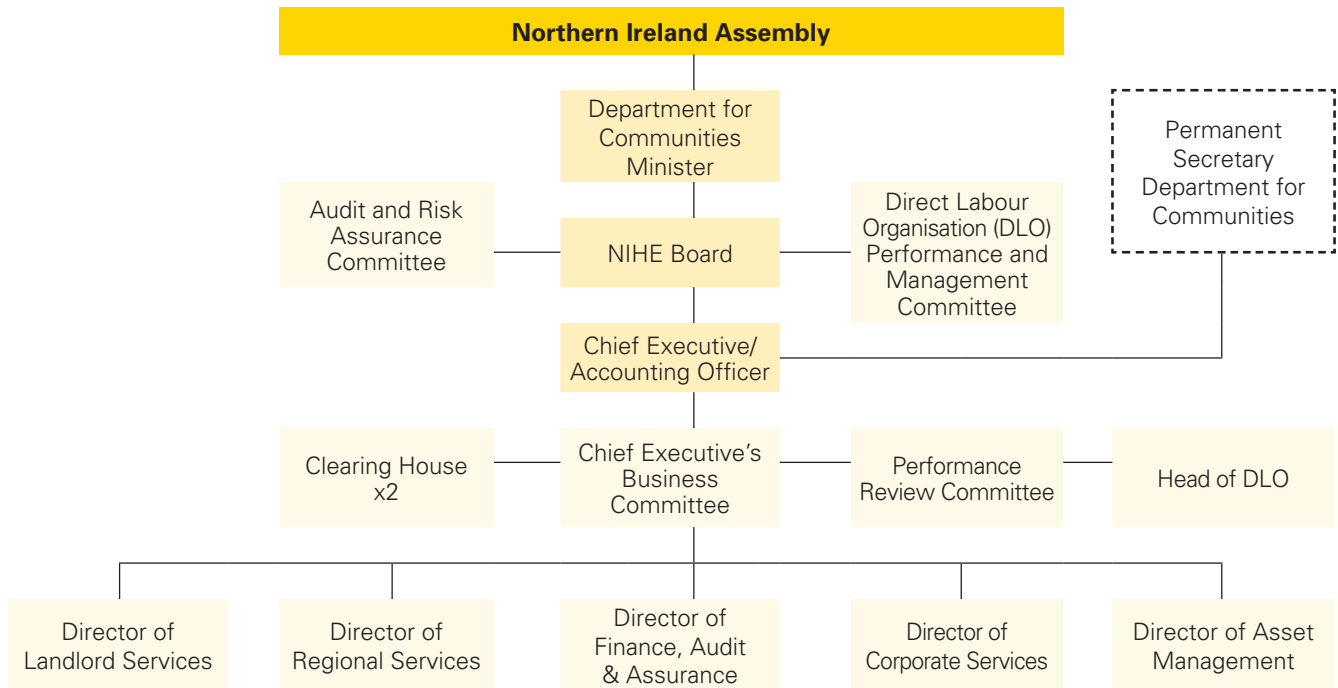 Northern Ireland Assembly
Department for
Communities
Minister
Permanent
Secretary
Department for
Communities
Audit and Risk
Assurance
Committee
NIHE Board
Direct Labour
Organisation (DLO)
Performance and
Management
Committee
Chief Executive/
Accounting Officer
Clearing House
x2
Chief Executive’s
Business
Committee
Performance
Review Committee
Head of DLO
Director of
Landlord Services
Director of
Regional Services
Director of
Finance, Audit
& Assurance
Director of
Corporate Services
Director of Asset
Management